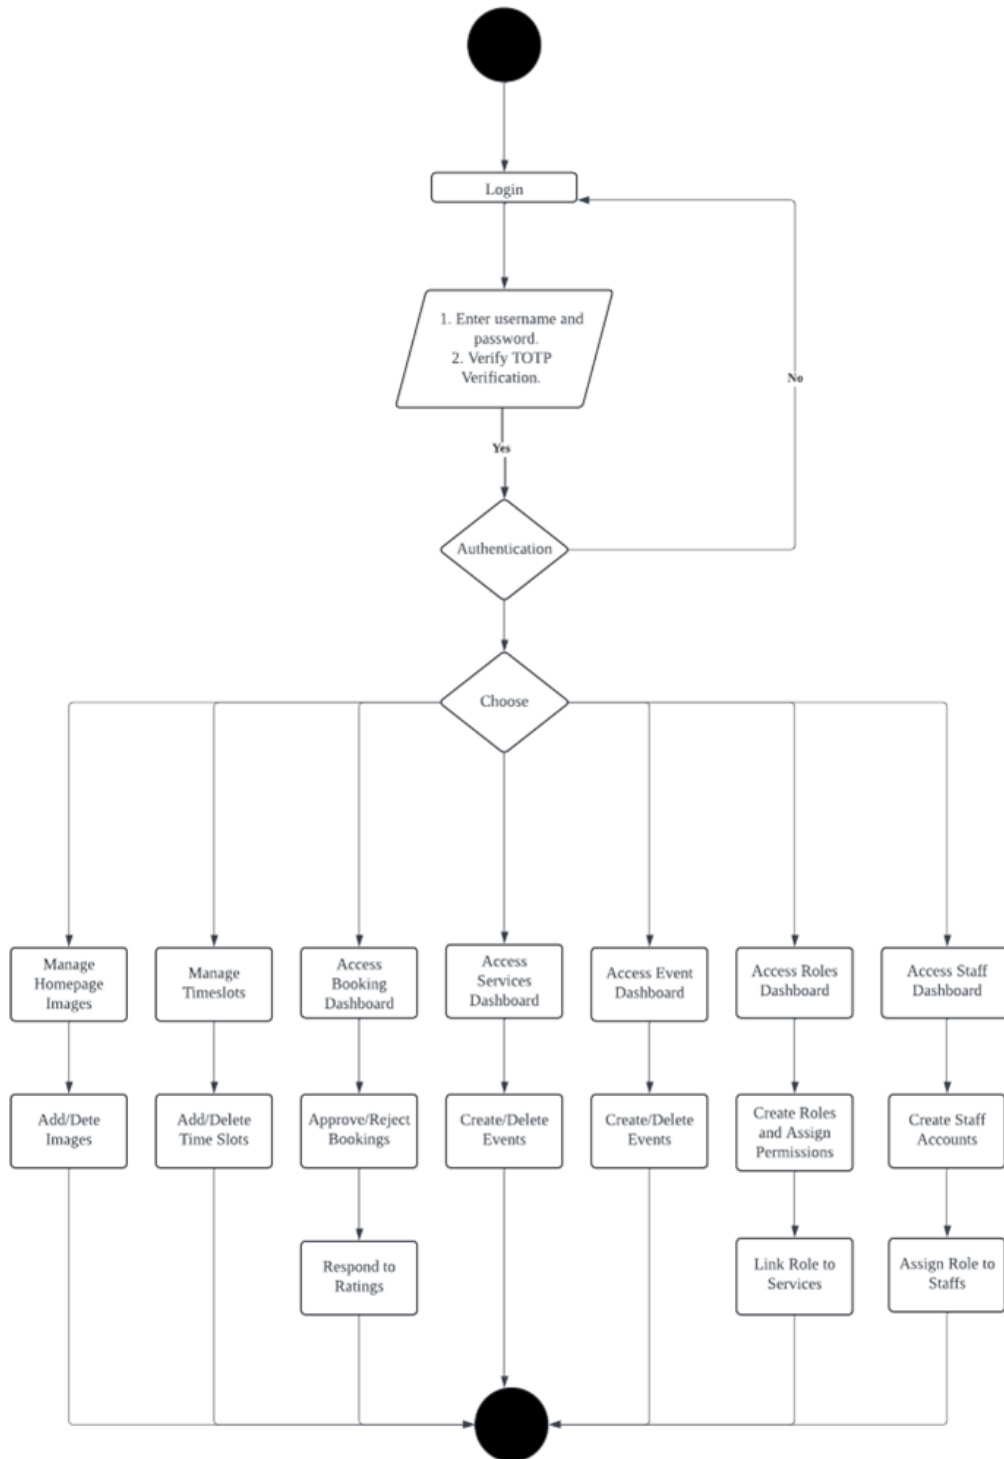 Login
1. Enter username and
password.
2. Verify TOTP
Verification.
No
Yes
Authentication
Choose
Manage
Homepage
Images
Manage
Timeslots
Access
Booking
Dashboard
Access
Services
Dashboard
Access Event
Dashboard
Access Roles
Dashboard
Access Staff
Dashboard
Add/Dete
Images
Add/Delete
Time Slots
Approve/Reject
Bookings
Create/Delete
Events
Create/Delete
Events
Create Roles
and Assign
Permissions
Create Staff
Accounts
Respond to
Ratings
Link Role to
Services
Assign Role to
Staffs